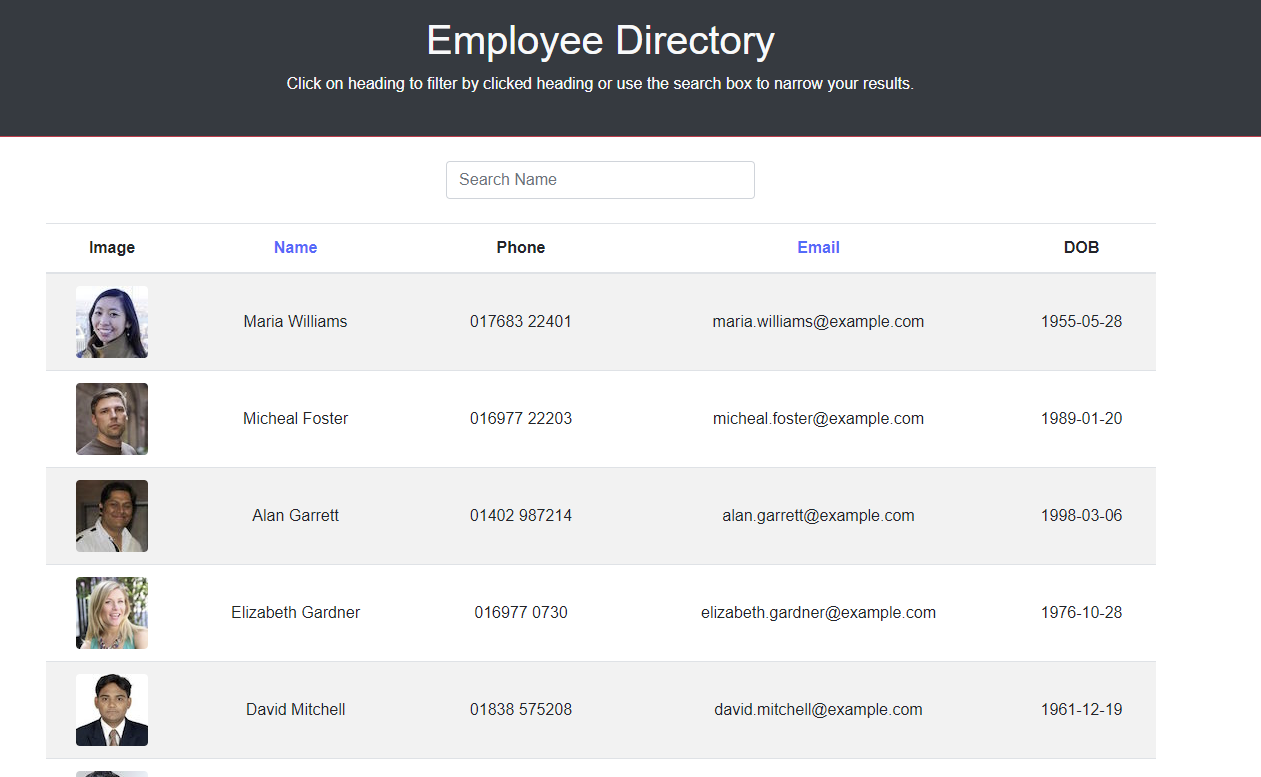 Employee Directory
Click on heading to filter by clicked heading or use the search box to narrow your results.
Search Name
Image Name Phone Email DOB
Maria Williams 017683 22401 maria.williams@example.com 1955-05-28
Micheal Foster 016977 22203 micheal.foster@example.com 1989-01-20
Alan Garrett 01402 987214 alan.garrett@example.com 1998-03-06
Elizabeth Gardner 016977 0730 elizabeth.gardner@example.com 1976-10-28
David Mitchell 01838 575208 david.mitchell@example.com 1961-12-19